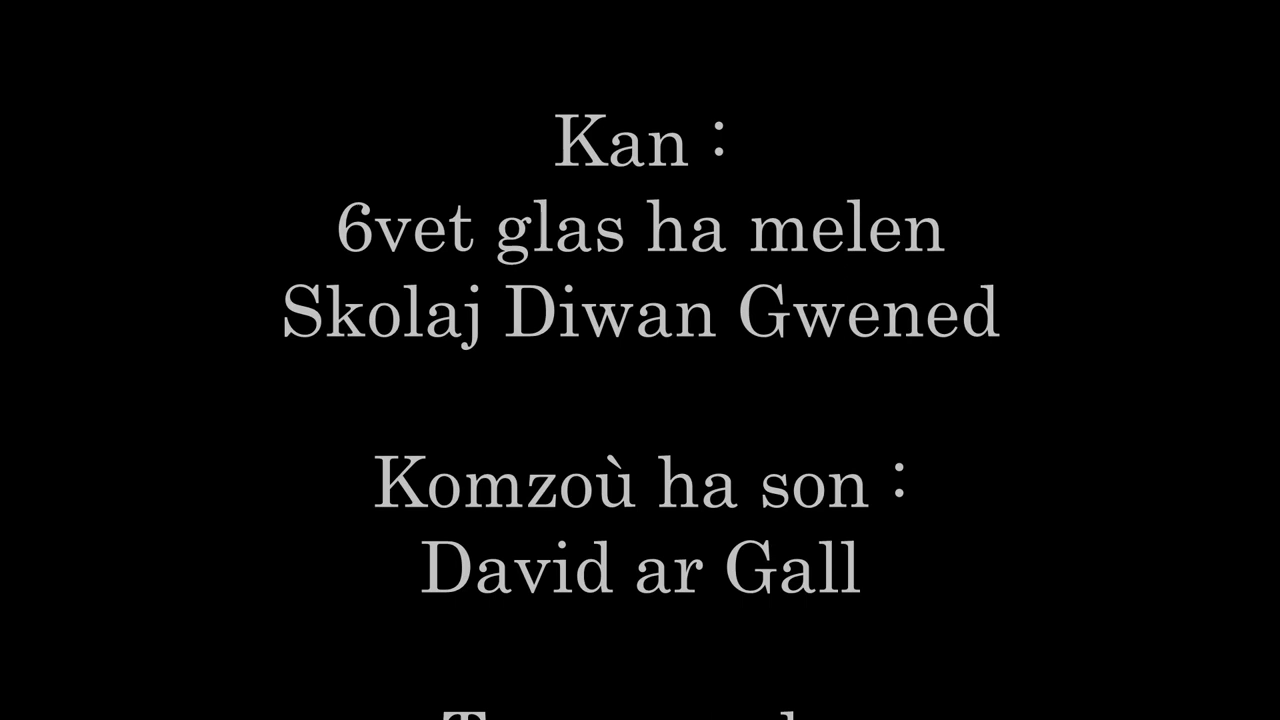 Kan :
6vet glas ha melen
Skolaj Diwan Gwened
Komzoù ha son :
David ar Gall